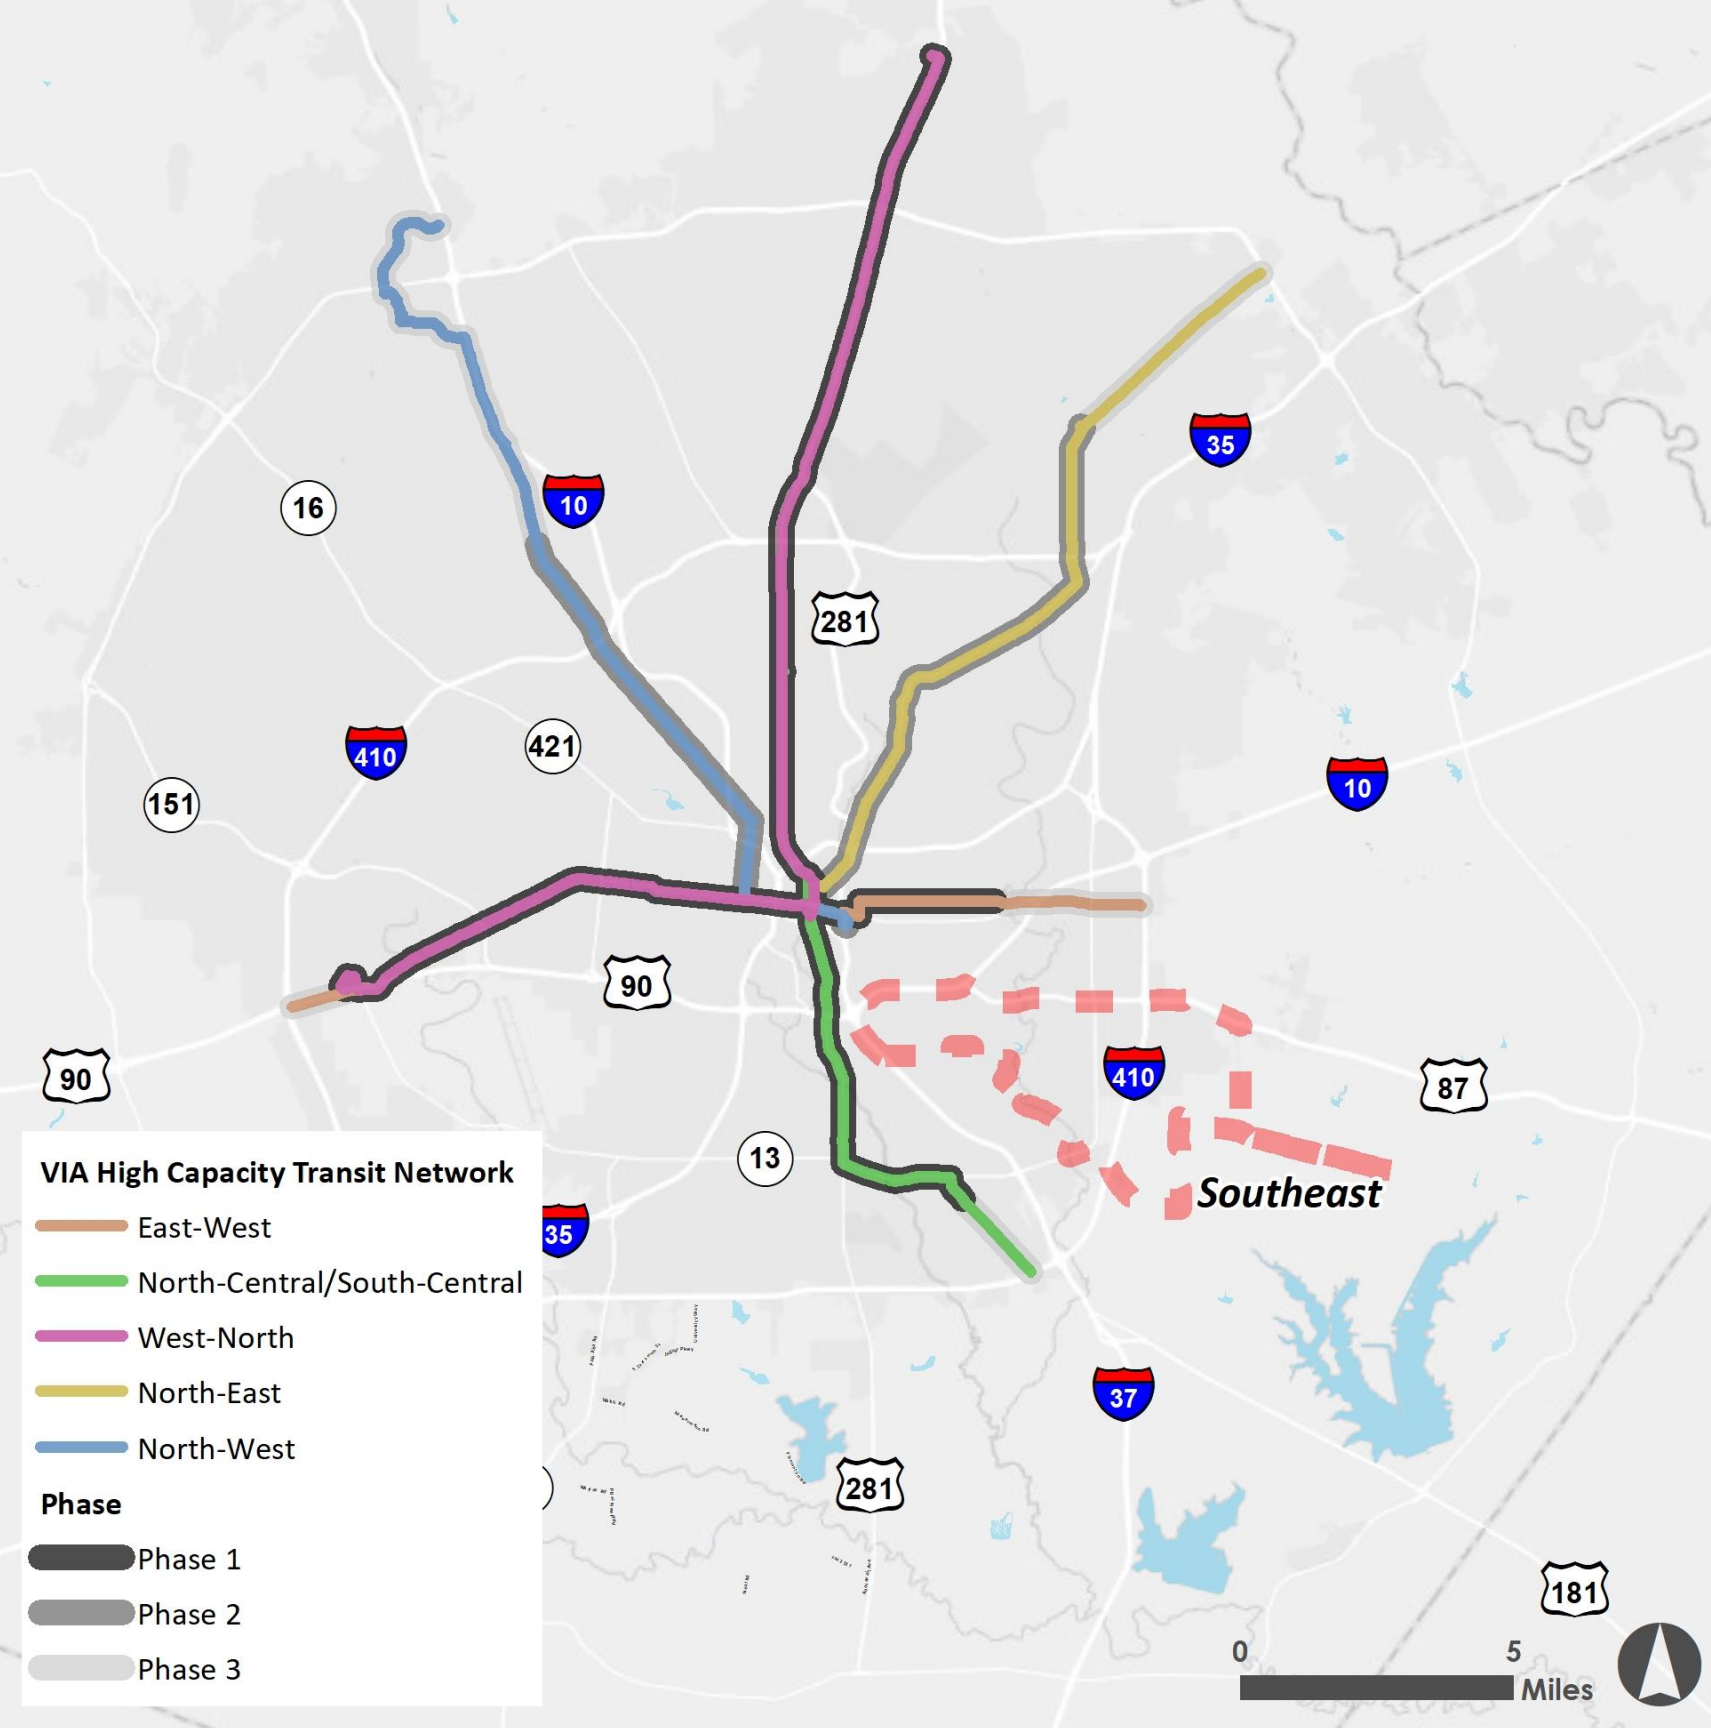 35
10
16
281
410
421
151
10
90
90
410
87
13
Southeast
35
37
281
181
VIA High Capacity Transit Network
East-West
North-Central/South-Central
West-North
North-East
North-West
Phase
Phase 1
Phase 2
Phase 3
0 5
Miles